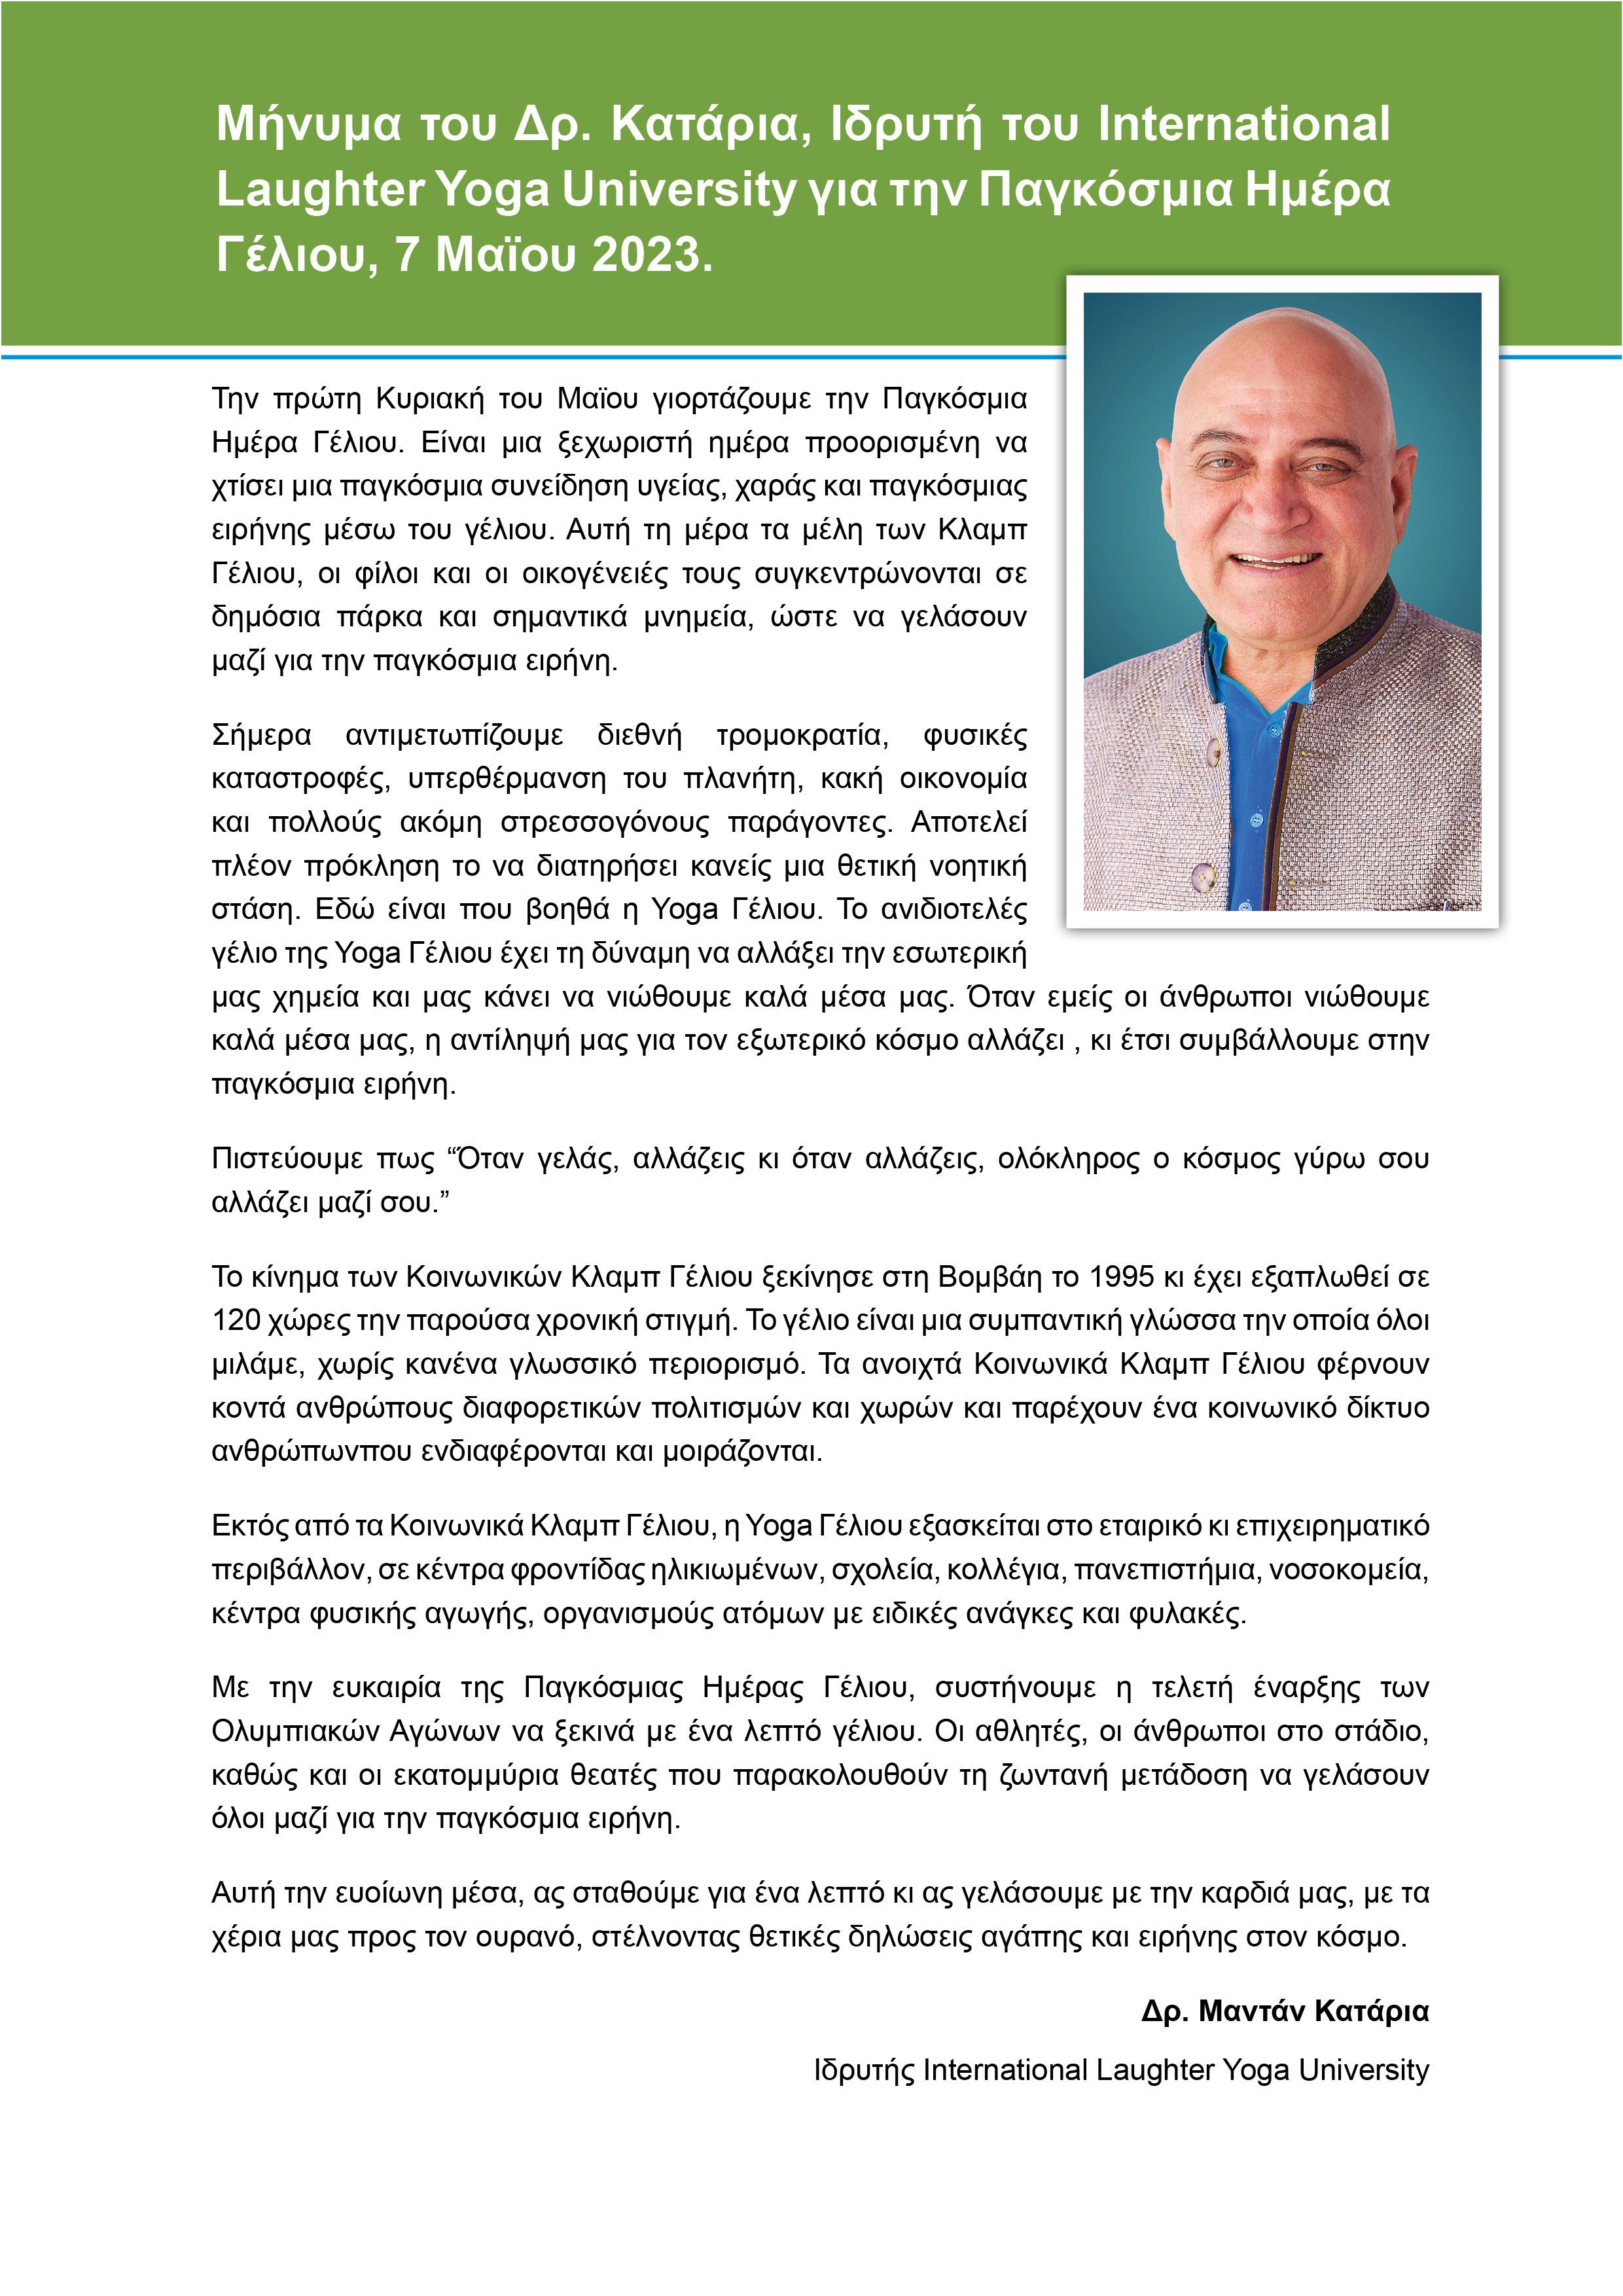 Μήνυμα του Δρ. Κατάρια, Ιδρυτή του International
Laughter Yoga University για την Παγκόσμια Ημέρα
Γέλιου, 7 Μαϊου 2023.
Την πρώτη Κυριακή του Μαϊου γιορτάζουμε την Παγκόσμια
Ημέρα Γέλιου. Είναι μια ξεχωριστή ημέρα προορισμένη να
χτίσει μια παγκόσμια συνείδηση υγείας, χαράς και παγκόσμιας
ειρήνης μέσω του γέλιου. Αυτή τη μέρα τα μέλη των Κλαμπ
Γέλιου, οι φίλοι και οι οικογένειές τους συγκεντρώνονται σε
δημόσια πάρκα και σημαντικά μνημεία, ώστε να γελάσουν
μαζί για την παγκόσμια ειρήνη.
Σήμερα αντιμετωπίζουμε διεθνή τρομοκρατία, φυσικές
καταστροφές, υπερθέρμανση του πλανήτη, κακή οικονομία
και πολλούς ακόμη στρεσσογόνους παράγοντες. Αποτελεί
πλέον πρόκληση το να διατηρήσει κανείς μια θετική νοητική
στάση. Εδώ είναι που βοηθά η Yoga Γέλιου. Το ανιδιοτελές
γέλιο της Yoga Γέλιου έχει τη δύναμη να αλλάξει την εσωτερική
μας χημεία και μας κάνει να νιώθουμε καλά μέσα μας. Όταν εμείς οι άνθρωποι νιώθουμε
καλά μέσα μας, η αντίληψή μας για τον εξωτερικό κόσμο αλλάζει , κι έτσι συμβάλλουμε στην
παγκόσμια ειρήνη.
Πιστεύουμε πως “Όταν γελάς, αλλάζεις κι όταν αλλάζεις, ολόκληρος ο κόσμος γύρω σου
αλλάζει μαζί σου.”
Το κίνημα των Κοινωνικών Κλαμπ Γέλιου ξεκίνησε στη Βομβάη το 1995 κι έχει εξαπλωθεί σε
120 χώρες την παρούσα χρονική στιγμή. Το γέλιο είναι μια συμπαντική γλώσσα την οποία όλοι
μιλάμε, χωρίς κανένα γλωσσικό περιορισμό. Τα ανοιχτά Κοινωνικά Κλαμπ Γέλιου φέρνουν
κοντά ανθρώπους διαφορετικών πολιτισμών και χωρών και παρέχουν ένα κοινωνικό δίκτυο
ανθρώπωνπου ενδιαφέρονται και μοιράζονται.
Εκτός από τα Κοινωνικά Κλαμπ Γέλιου, η Yoga Γέλιου εξασκείται στο εταιρικό κι επιχειρηματικό
περιβάλλον, σε κέντρα φροντίδας ηλικιωμένων, σχολεία, κολλέγια, πανεπιστήμια, νοσοκομεία,
κέντρα φυσικής αγωγής, οργανισμούς ατόμων με ειδικές ανάγκες και φυλακές.
Με την ευκαιρία της Παγκόσμιας Ημέρας Γέλιου, συστήνουμε η τελετή έναρξης των
Ολυμπιακών Αγώνων να ξεκινά με ένα λεπτό γέλιου. Οι αθλητές, οι άνθρωποι στο στάδιο,
καθώς και οι εκατομμύρια θεατές που παρακολουθούν τη ζωντανή μετάδοση να γελάσουν
όλοι μαζί για την παγκόσμια ειρήνη.
Αυτή την ευοίωνη μέσα, ας σταθούμε για ένα λεπτό κι ας γελάσουμε με την καρδιά μας, με τα
χέρια μας προς τον ουρανό, στέλνοντας θετικές δηλώσεις αγάπης και ειρήνης στον κόσμο.
Δρ. Μαντάν Κατάρια
Ιδρυτής International Laughter Yoga University